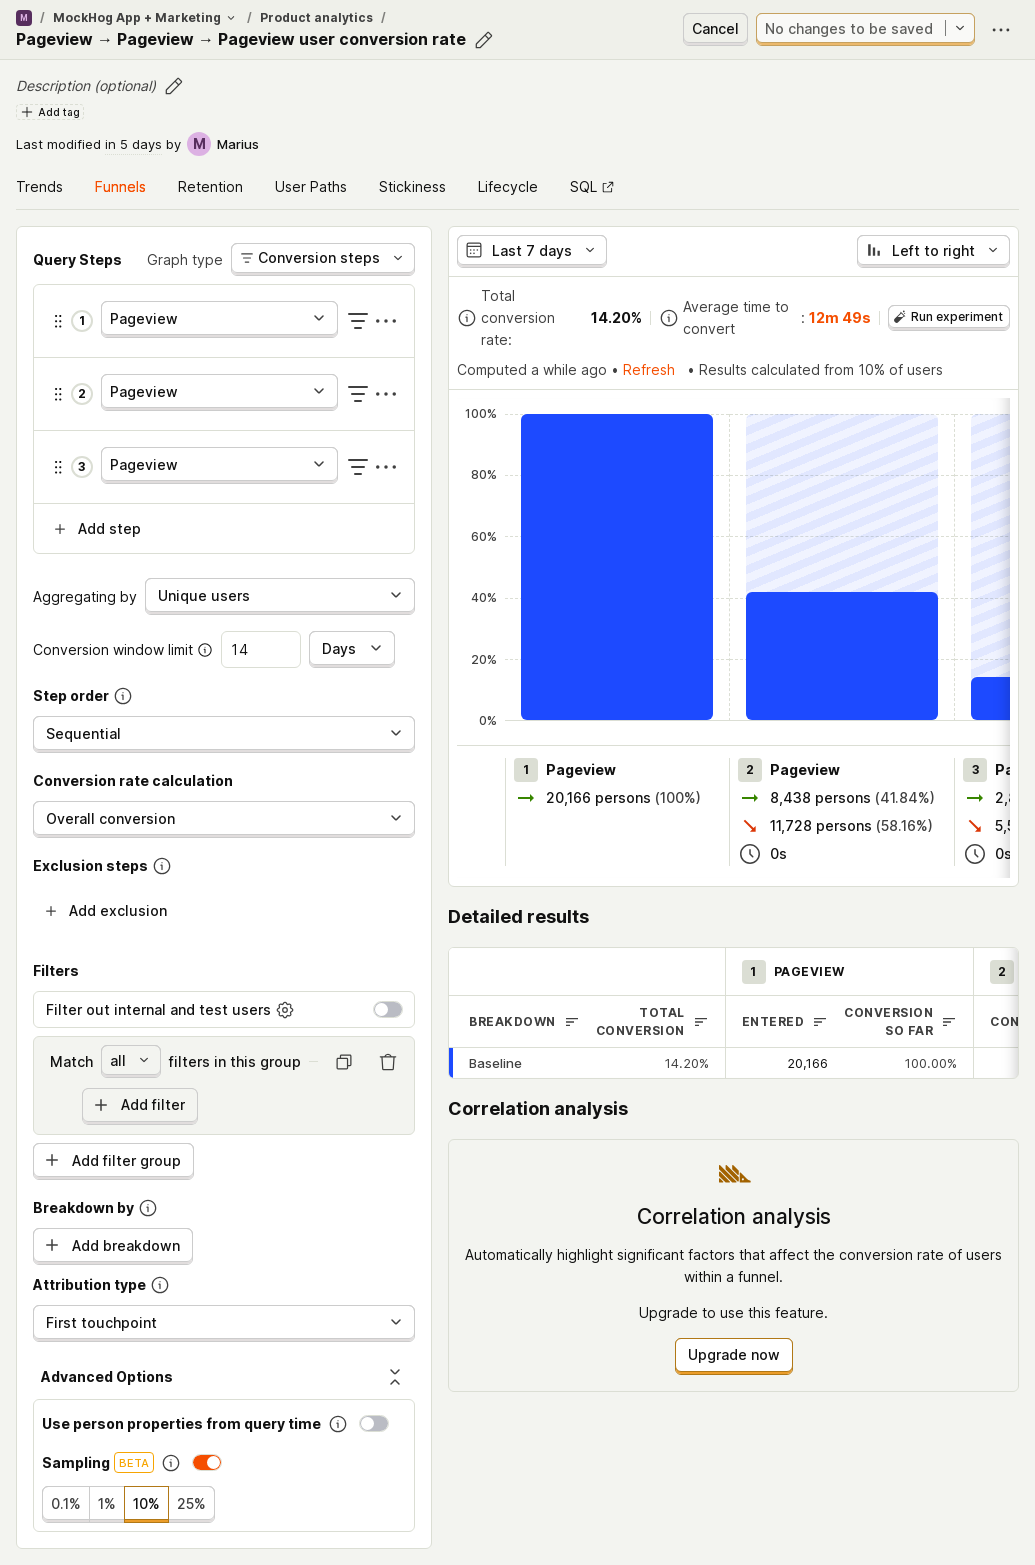 M / MockHog App + Marketing / Product analytics /
Pageview → Pageview → Pageview user conversion rate
Cancel
No changes to be saved
Description (optional)
Add tag
Last modified in 5 days by M Marius
Trends Funnels Retention User Paths Stickiness Lifecycle SQL
Query Steps Graph type Conversion steps
1 Pageview
2 Pageview
3 Pageview
Add step
Aggregating by Unique users
Conversion window limit 14 Days
Step order
Sequential
Conversion rate calculation
Overall conversion
Exclusion steps
Add exclusion
Filters
Filter out internal and test users
Match all filters in this group
Add filter
Add filter group
Breakdown by
Add breakdown
Attribution type
First touchpoint
Advanced Options
Use person properties from query time
Sampling BETA
0.1% 1% 10% 25%
Last 7 days Left to right
Total
conversion
rate:
14.20%
Average time to
convert
: 12m 49s
Run experiment
Computed a while ago • Refresh • Results calculated from 10% of users
100%
80%
60%
40%
20%
0%
1 Pageview
20,166 persons (100%)
2 Pageview
8,438 persons (41.84%)
11,728 persons (58.16%)
0s
3
0s
Detailed results
1 PAGEVIEW 2
BREAKDOWN
TOTAL
CONVERSION
ENTERED
CONVERSION
SO FAR
CON
Baseline 14.20% 20,166 100.00%
Correlation analysis
Correlation analysis
Automatically highlight significant factors that affect the conversion rate of users
within a funnel.
Upgrade to use this feature.
Upgrade now